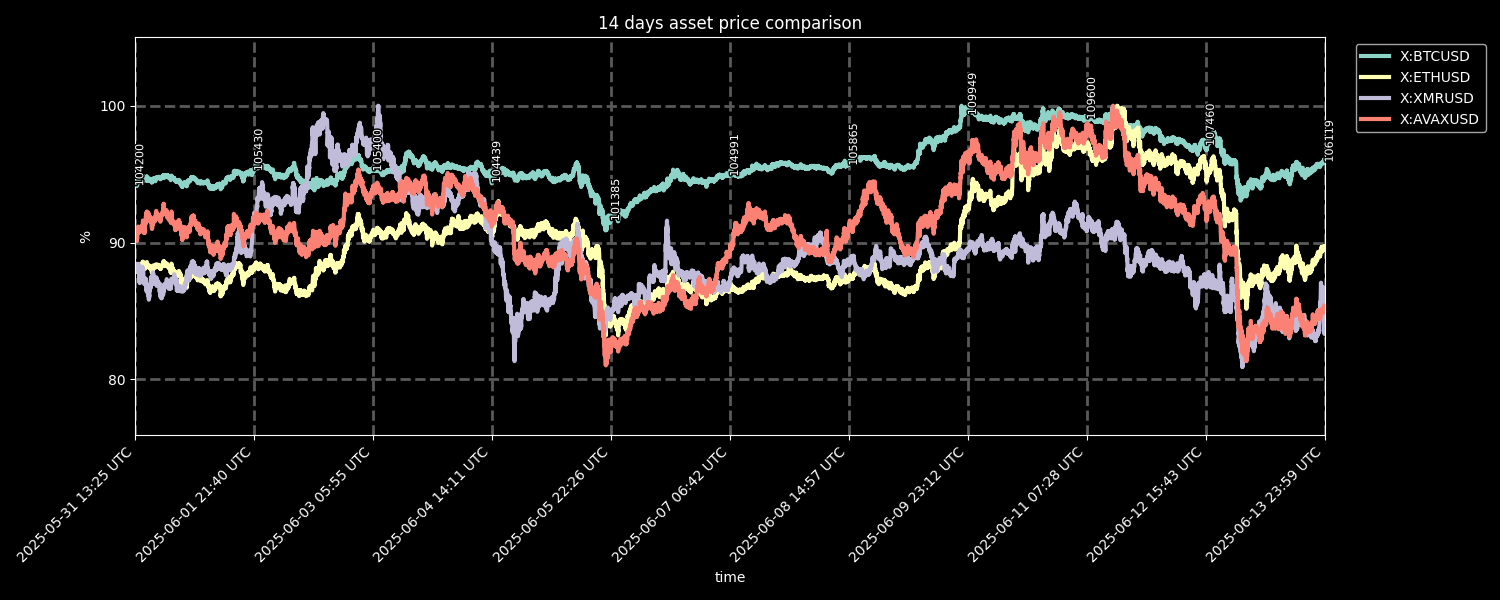 14 days asset price comparison
X:BTCUSD
X:ETHUSD
X:XMRUSD
X:AVAXUSD
100
90
80
%
104200
105430
105400
104439
101385
104991
105865
109949
109600
107460
106119
2025-05-31 13:25 UTC
2025-06-01 21:40 UTC
2025-06-03 05:55 UTC
2025-06-04 14:11 UTC
2025-06-05 22:26 UTC
2025-06-07 06:42 UTC
2025-06-08 14:57 UTC
2025-06-09 23:12 UTC
2025-06-11 07:28 UTC
2025-06-12 15:43 UTC
2025-06-13 23:59 UTC
time